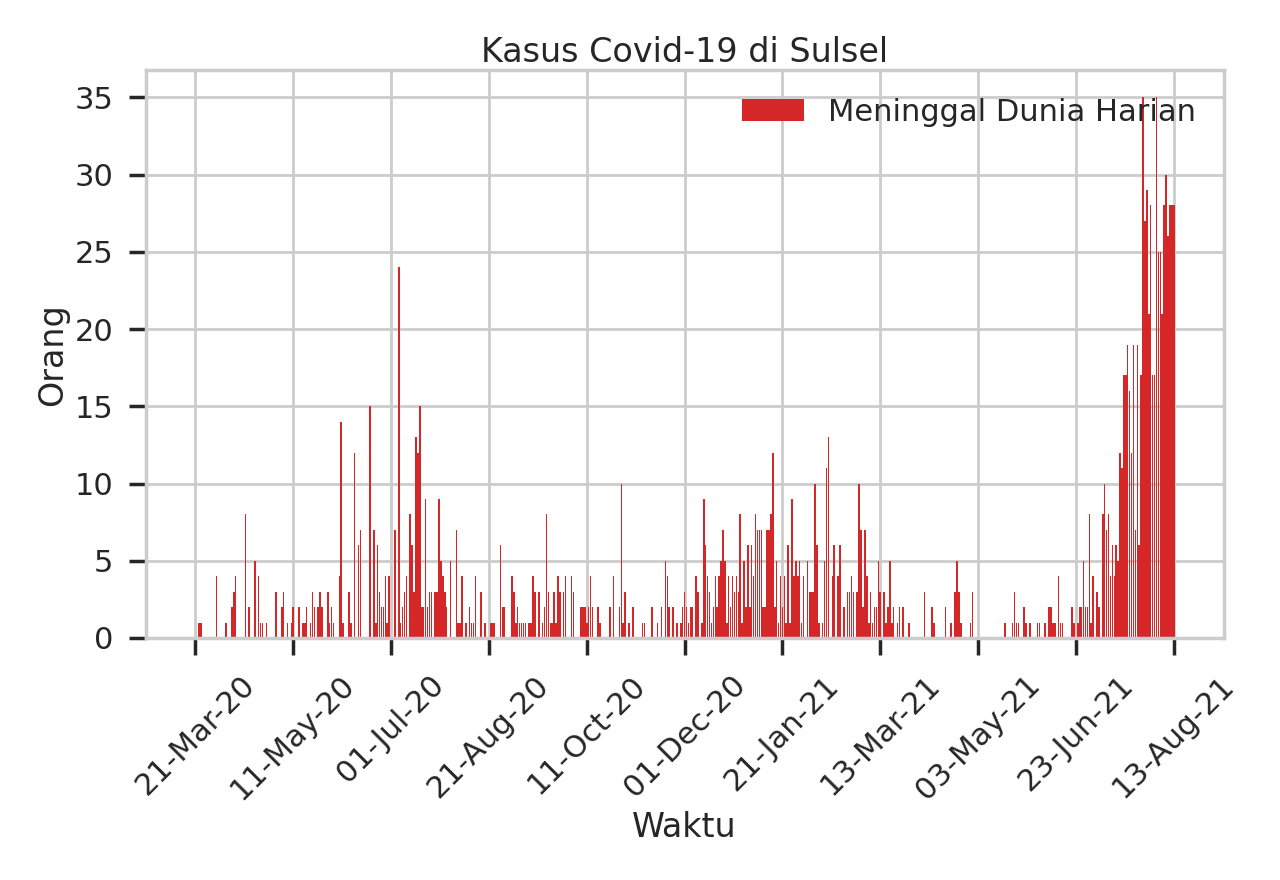 Kasus Covid-19 di Sulsel
Meninggal Dunia Harian
Orang
35
30
25
20
15
10
5
0
21-Mar-20
11-May-20
01-Jul-20
21-Aug-20
11-Oct-20
01-Dec-20
21-Jan-21
13-Mar-21
03-May-21
23-Jun-21
13-Aug-21
Waktu